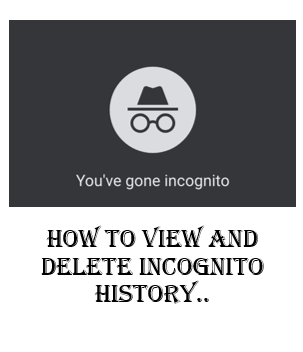 You've gone incognito
HOW TO VIEW AND
DELETE INCOGNITO
HISTORY..